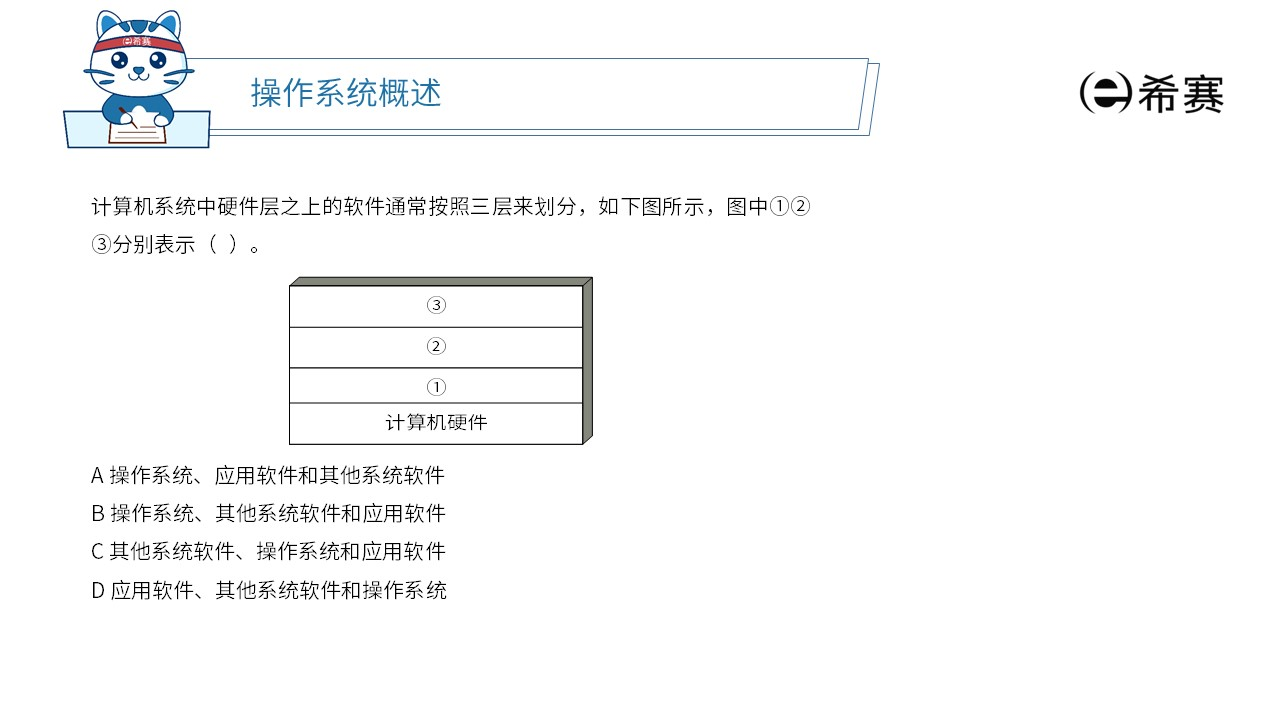 希赛
操作系统概述
希赛
计算机系统中硬件层之上的软件通常按照三层来划分，如下图所示，图中①②
③分别表示（ ）。
③
②
①
计算机硬件
A 操作系统、应用软件和其他系统软件
B 操作系统、其他系统软件和应用软件
C 其他系统软件、操作系统和应用软件
D 应用软件、其他系统软件和操作系统